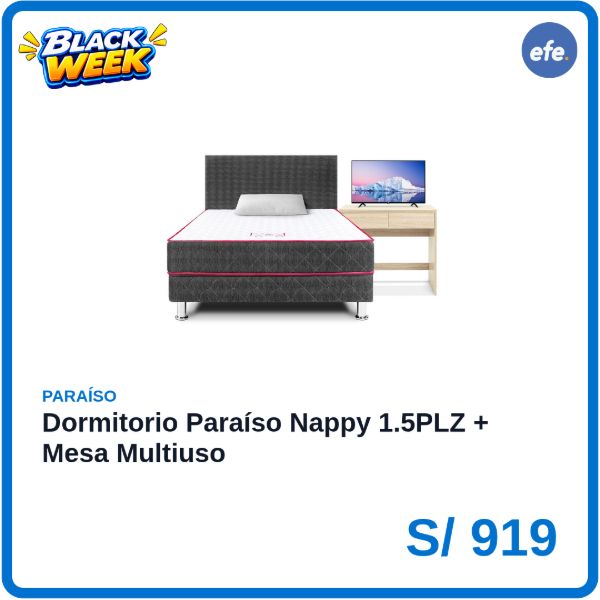 BLACK
WEEK
efe.
PARAÍSO
Dormitorio Paraíso Nappy 1.5PLZ +
Mesa Multiuso
S/ 919